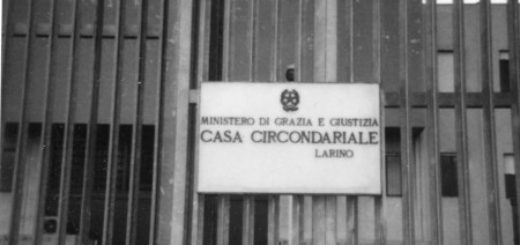 MINISTERO DI GRAZIA E GIUSTIZIA
CASA CIRCONDARIALE
LARINO